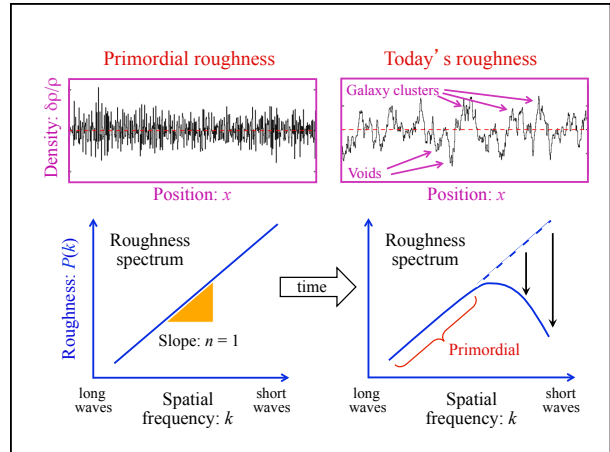 Primordial roughness
Density: δρ/ρ
Position: x
Today’s roughness
Galaxy clusters
Voids
Position: x
Roughness: P(k)
Roughness
spectrum
Slope: n = 1
long
waves
Spatial
frequency: k
short
waves
time
Roughness
spectrum
Primordial
long
waves
Spatial
frequency: k
short
waves